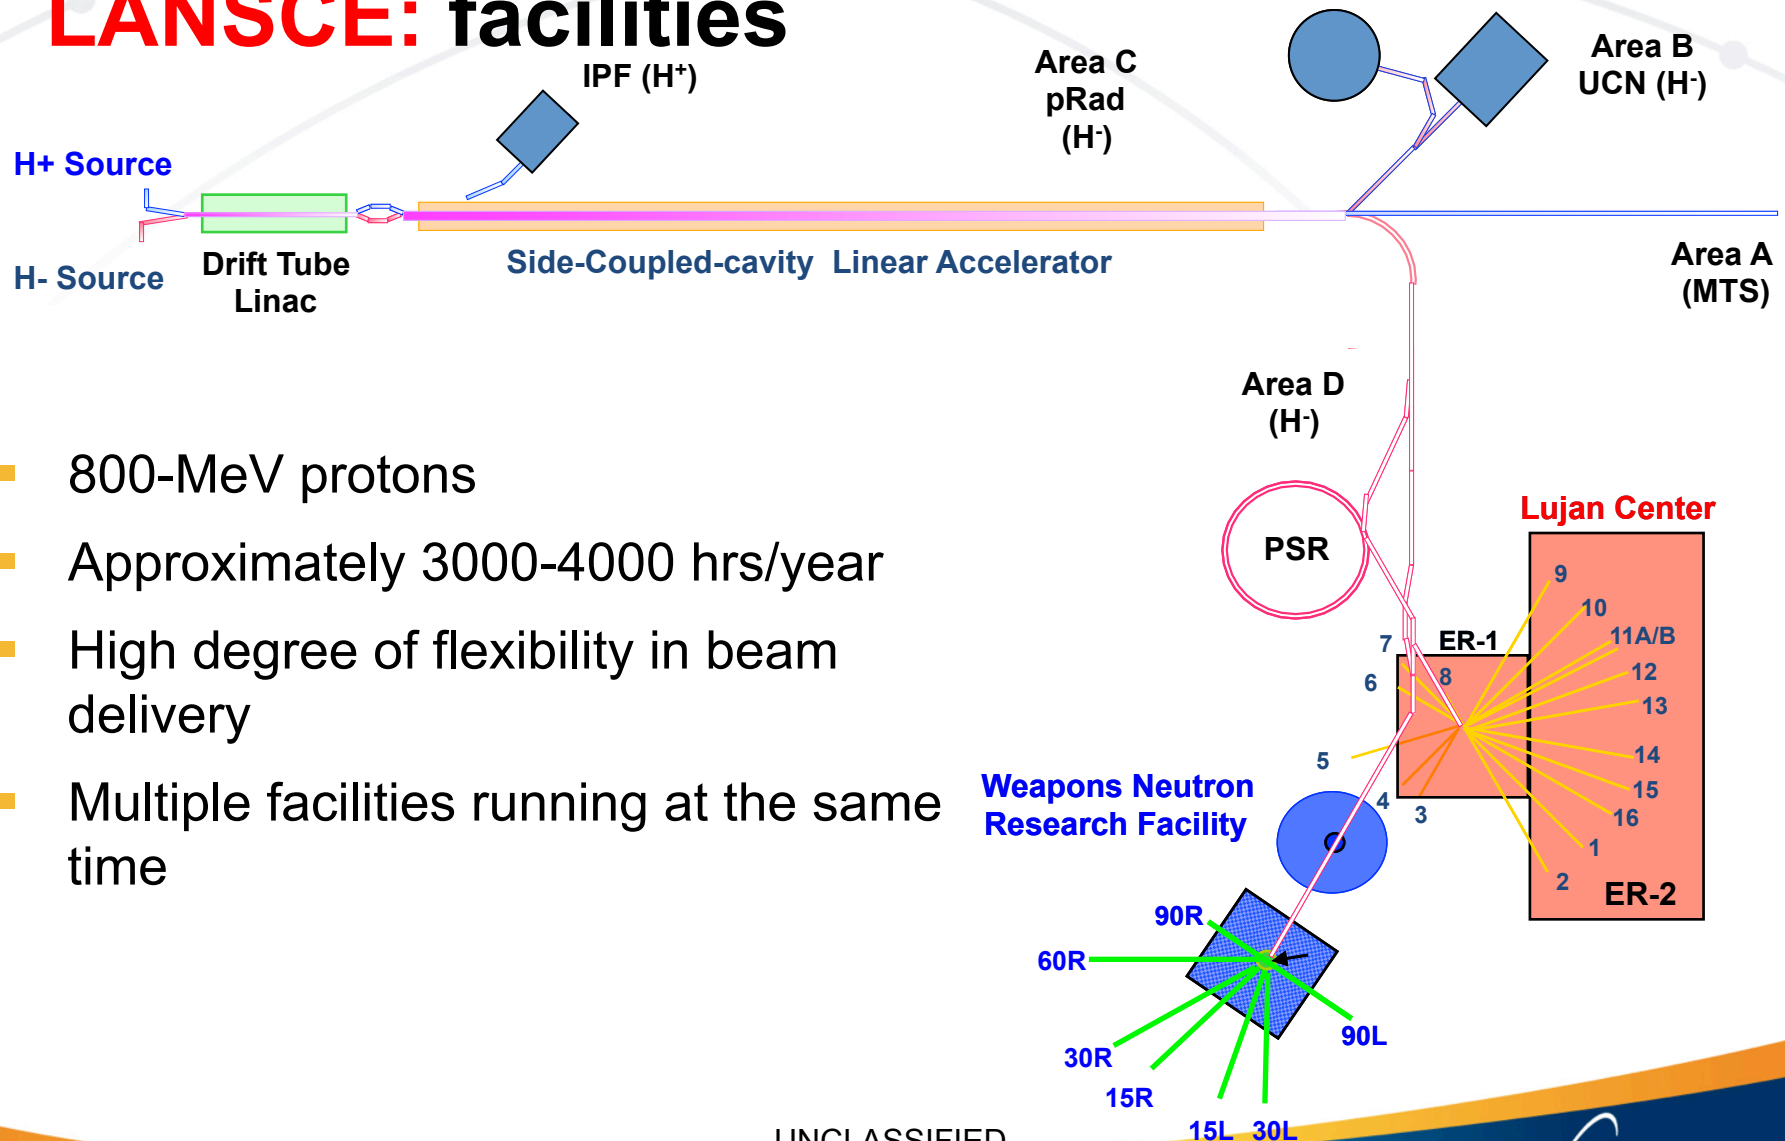 LANSCE: facilities
IPF (H+)
Area C
pRad
(H-)
Area B
UCN (H-)
H+ Source
H- Source
Drift Tube
Linac
Side-Coupled-cavity Linear Accelerator
Area A
(MTS)
Area D
(H-)
800-MeV protons
Approximately 3000-4000 hrs/year
High degree of flexibility in beam
delivery
Multiple facilities running at the same
time
PSR
Lujan Center
ER-1
9
10
11A/B
12
13
14
15
16
1
2
ER-2
7
6
8
5
4
3
Weapons Neutron
Research Facility
90R
60R
30R
15R
15L
30L
90L
UNCLASSIFIED